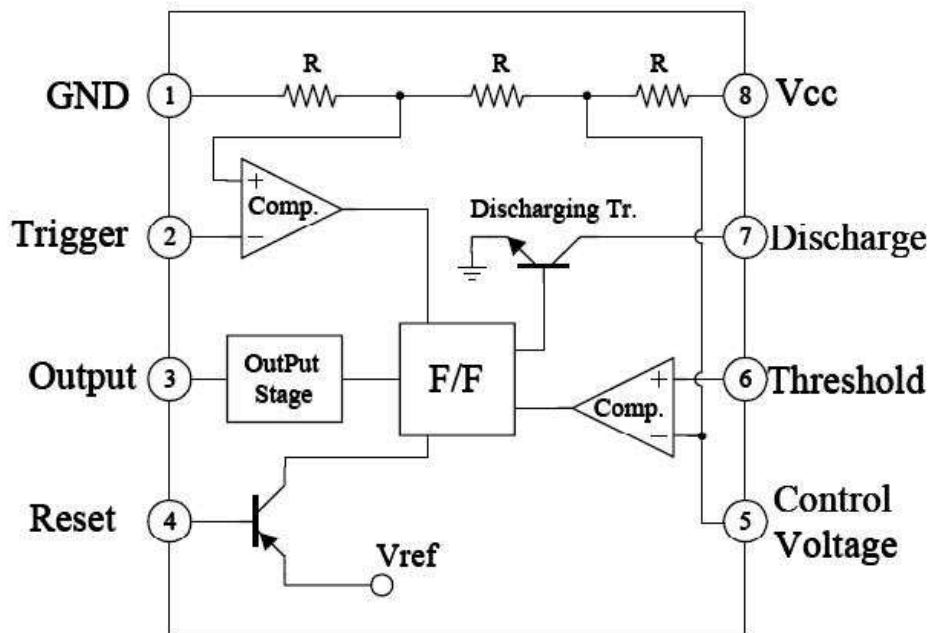 R R R
GND 1
8 Vcc
+
Comp.
−
Trigger 2
Discharging Tr.
7 Discharge
Output 3
OutPut
Stage
F/F
+
Comp.
−
6 Threshold
Reset 4
Vref
5 Control
Voltage